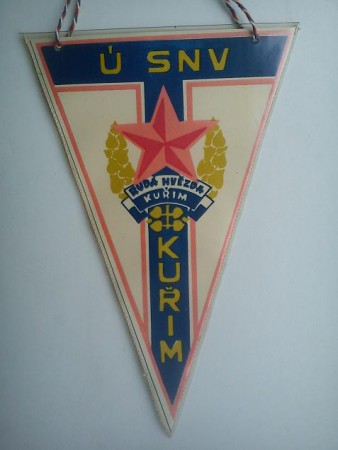 Ú SNV
RUDÁ HVĚZDA
KUŘIM
KUŘIM